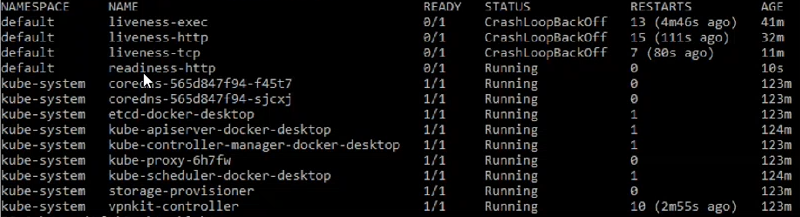 NAMESPACE NAME READY STATUS RESTARTS AGE
default liveness-exec 0/1 CrashLoopBackOff 13 (4m46s ago) 41m
default liveness-http 0/1 CrashLoopBackOff 15 (111s ago) 32m
default liveness-tcp 0/1 CrashLoopBackOff 7 (80s ago) 11m
default readiness-http 0/1 Running 0 10s
kube-system coredns-565d847f94-f45t7 1/1 Running 0 123m
kube-system coredns-565d847f94-sjcxj 1/1 Running 0 123m
kube-system etcd-docker-desktop 1/1 Running 1 123m
kube-system kube-apiserver-docker-desktop 1/1 Running 1 124m
kube-system kube-controller-manager-docker-desktop 1/1 Running 1 123m
kube-system kube-proxy-6h7fw 1/1 Running 0 123m
kube-system kube-scheduler-docker-desktop 1/1 Running 1 124m
kube-system storage-provisioner 1/1 Running 0 123m
kube-system vpnkit-controller 1/1 Running 10 (2m55s ago) 123m